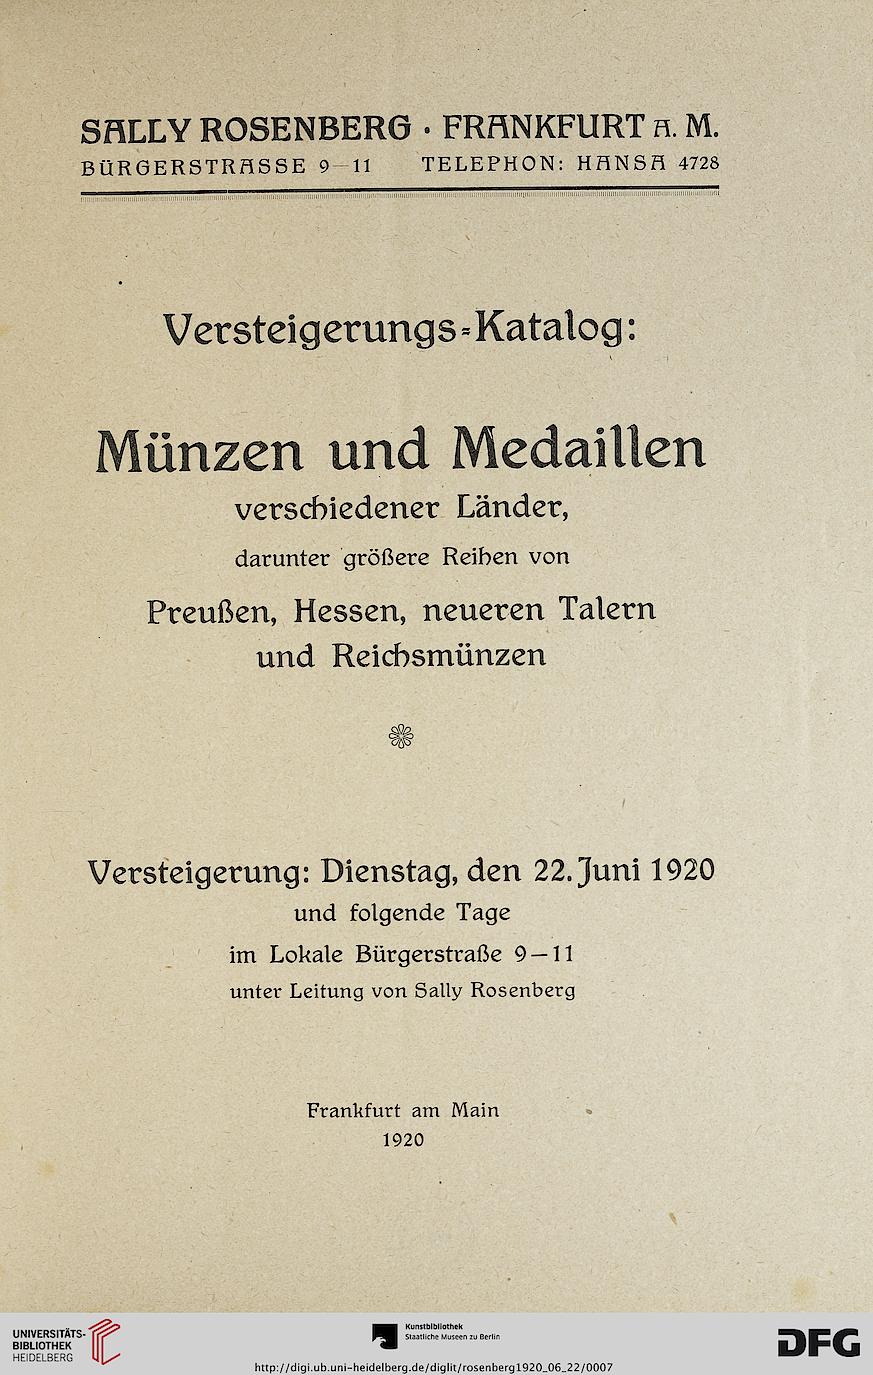 SALLY ROSENBERG · FRANKFURT A. M.
BÜRGERSTRASSE 9—11 TELEPHON: HANSA 4728
Versteigerungs-Katalog:
Münzen und Medaillen
verschiedener Länder,
darunter größere Reihen von
Preußen, Hessen, neueren Talern
und Reichsmünzen
Versteigerung: Dienstag, den 22. Juni 1920
und folgende Tage
im Lokale Bürgerstraße 9—11
unter Leitung von Sally Rosenberg
Frankfurt am Main
1920
UNIVERSITÄTS-
BIBLIOTHEK
HEIDELBERG
Kunstbibliothek
Staatliche Museen zu Berlin
http://digi.ub.uni-heidelberg.de/diglit/rosenberg1920_06_22/0007
DFG